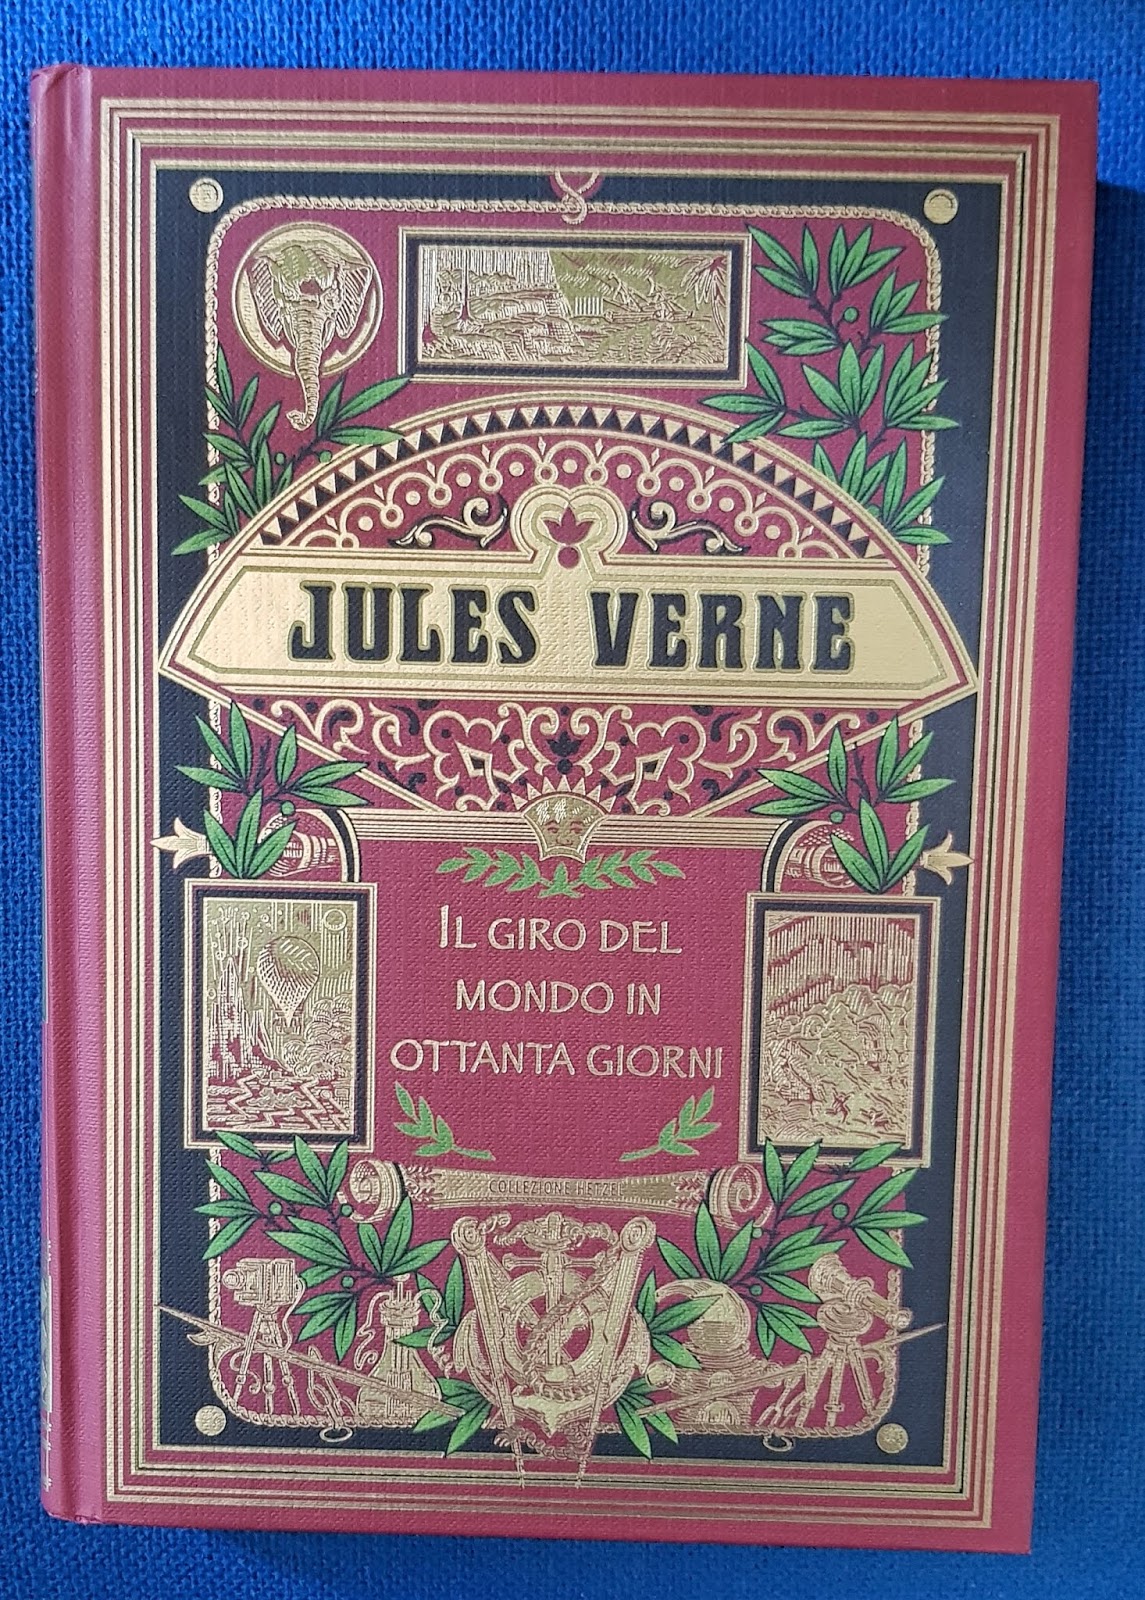 JULES VERNE
IL GIRO DEL
MONDO IN
OTTANTA GIORNI
COLLEZIONE HETZEL